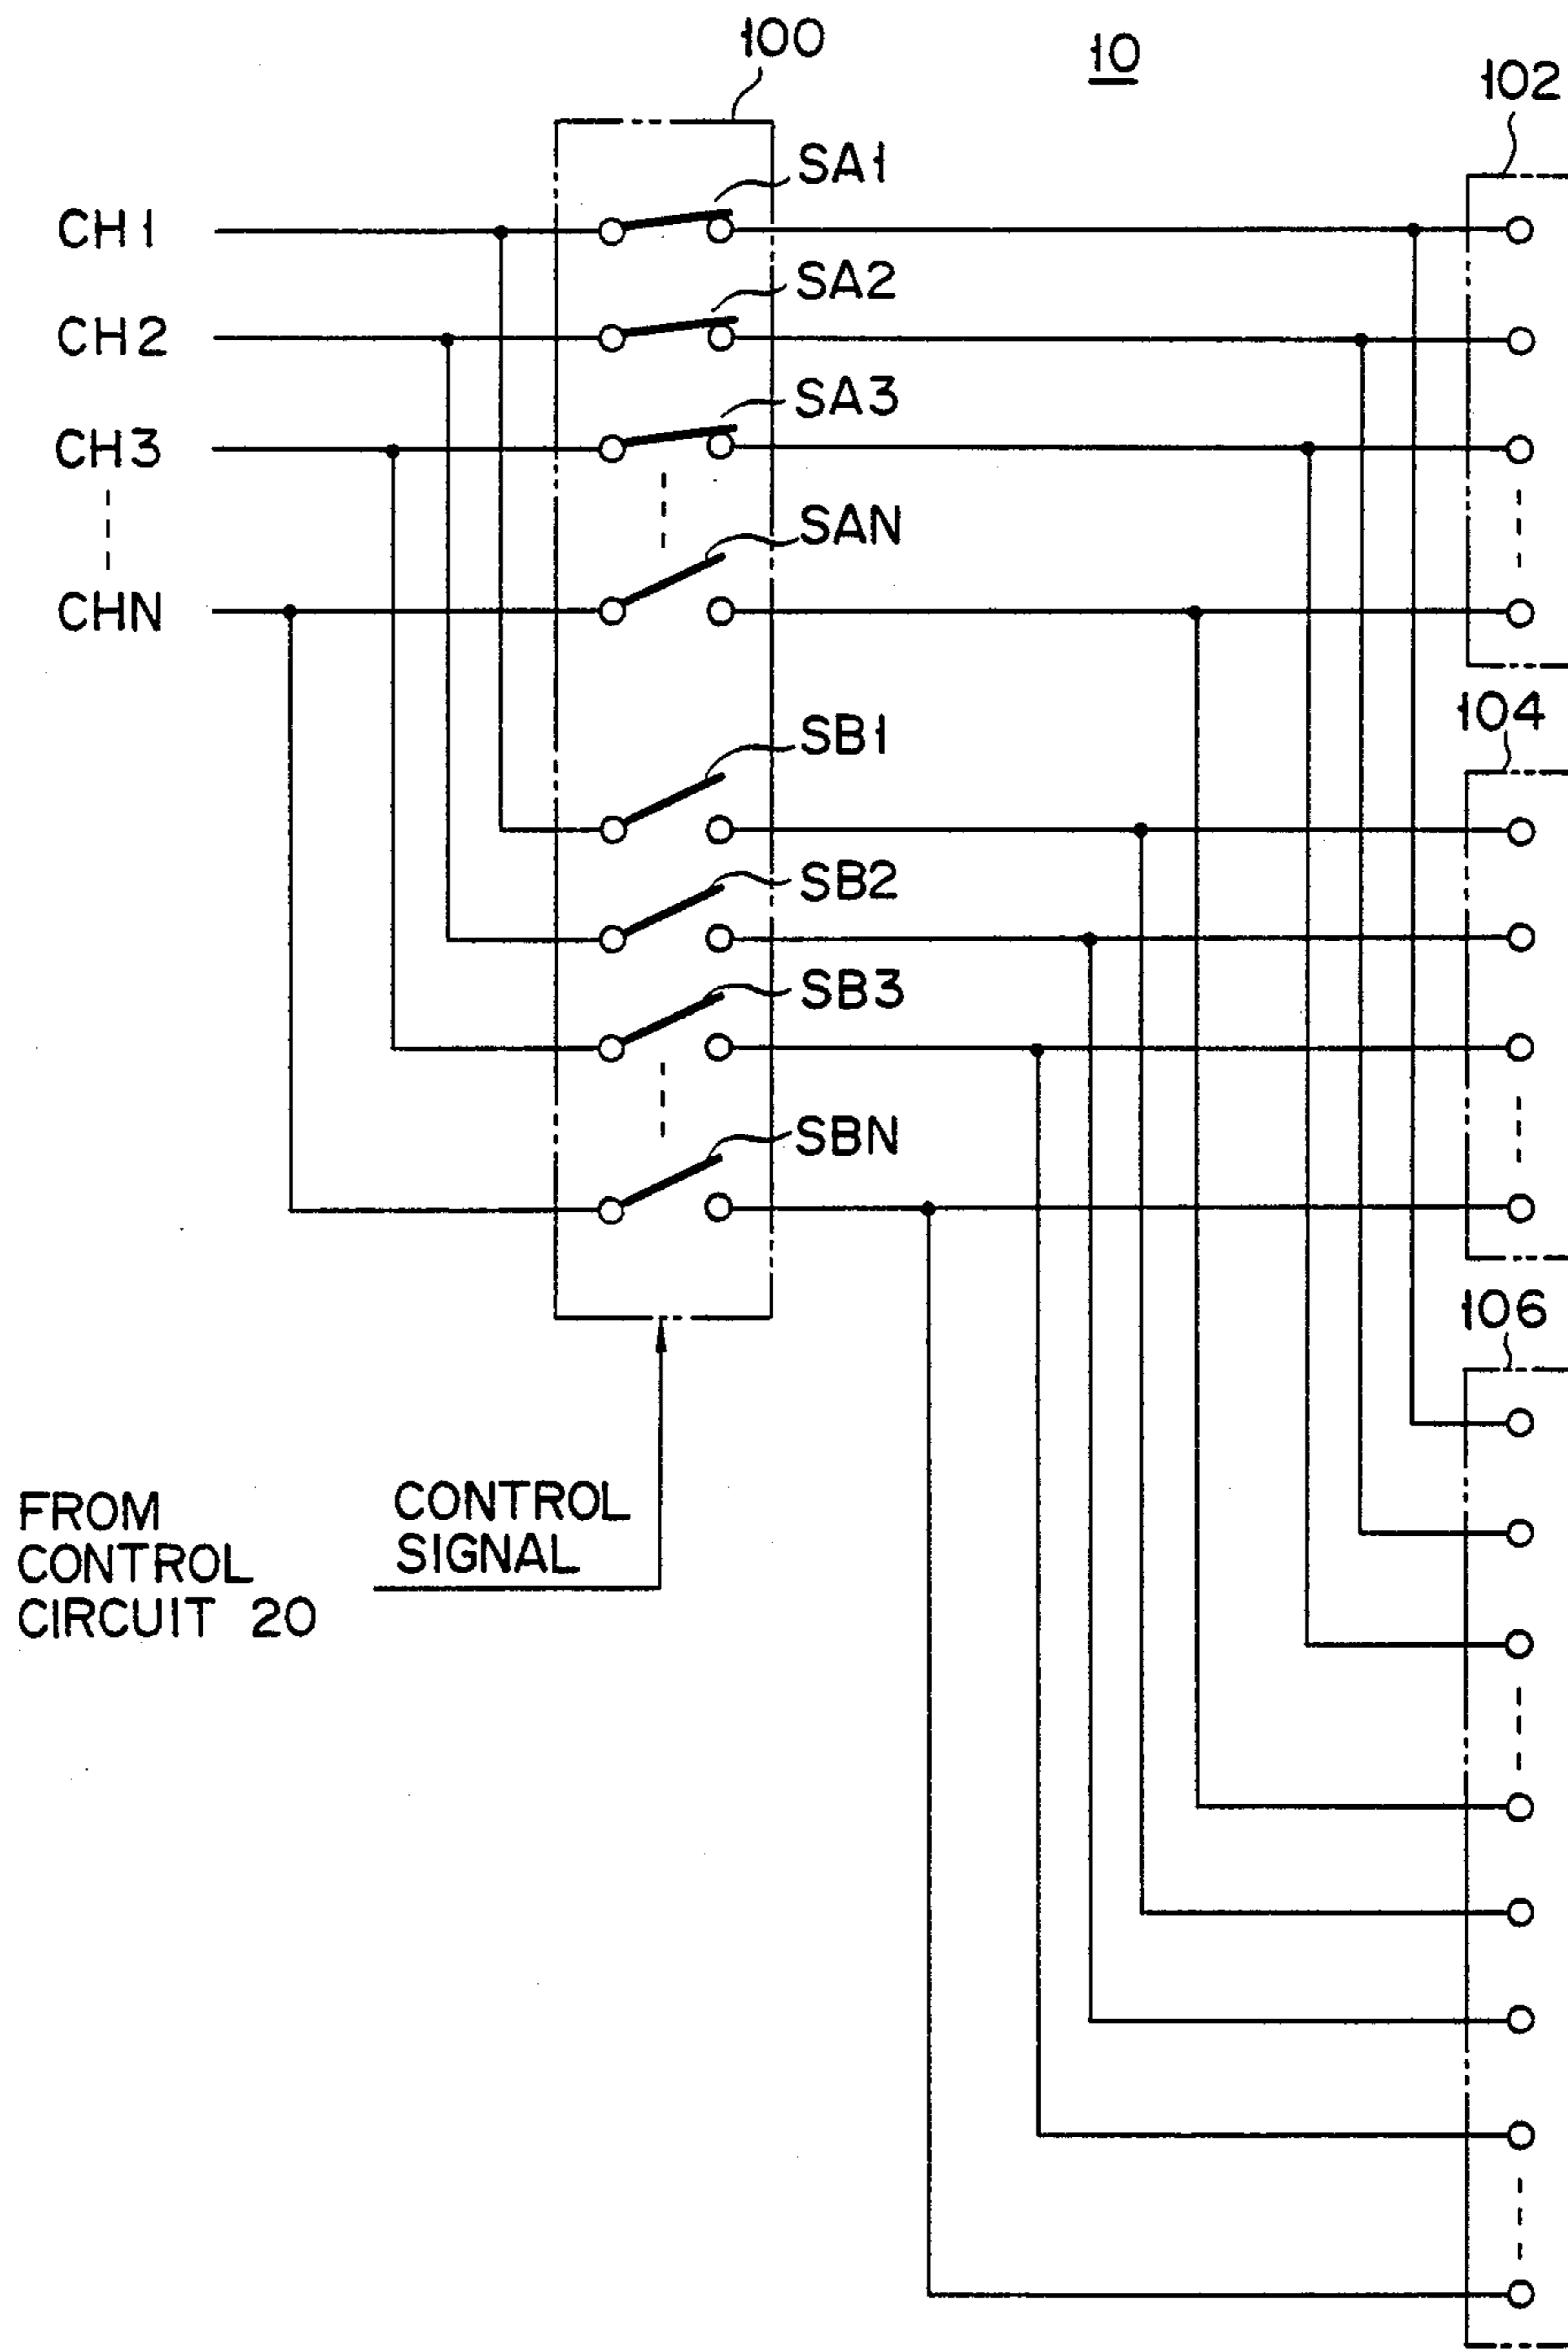 100
10
102
SA1
CH1
SA2
CH2
SA3
CH3
SAN
CHN
104
SB1
SB2
SB3
SBN
106
FROM
CONTROL
CIRCUIT 20
CONTROL
SIGNAL